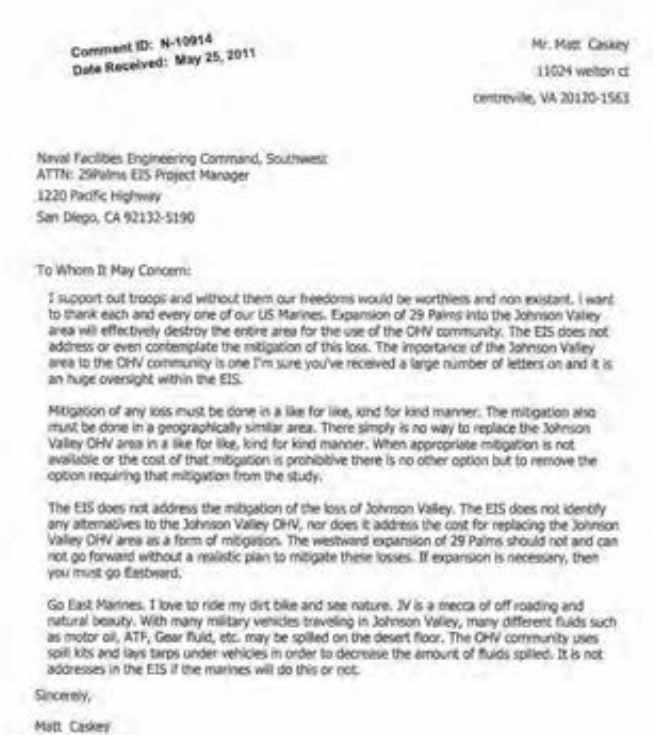 Comment ID: N-10914
Date Received: May 25, 2011
Mr. Matt Caskey
11024 welton ct
centreville, VA 20120-1563
Naval Facilities Engineering Command, Southwest
ATTN: 29Palms EIS Project Manager
1220 Pacific Highway
San Diego, CA 92132-5190
To Whom It May Concern:
I support out troops and without them our freedoms would be worthless and non existant. I want
to thank each and every one of our US Marines. Expansion of 29 Palms into the Johnson Valley
area will effectively destroy the entire area for the use of the OHV community. The EIS does not
address or even contemplate the mitigation of this loss. The importance of the Johnson Valley
area to the OHV community is one I'm sure you've received a large number of letters on and it is
an huge oversight within the EIS.
Mitigation of any loss must be done in a like for like, kind for kind manner. The mitigation also
must be done in a geographically similar area. There simply is no way to replace the Johnson
Valley OHV area in a like for like, kind for kind manner. When appropriate mitigation is not
available or the cost of that mitigation is prohibitive there is no other option but to remove the
option requiring that mitigation from the study.
The EIS does not address the mitigation of the loss of Johnson Valley. The EIS does not identify
any alternatives to the Johnson Valley OHV, nor does it address the cost for replacing the Johnson
Valley OHV area as a form of mitigation. The westward expansion of 29 Palms should not and can
not go forward without a realistic plan to mitigate these losses. If expansion is necessary, then
you must go Eastward.
Go East Marines. I love to ride my dirt bike and see nature. JV is a mecca of off roading and
natural beauty. With many military vehicles traveling in Johnson Valley, many different fluids such
as motor oil, ATF, Gear fluid, etc. may be spilled on the desert floor. The OHV community uses
spill kits and lays tarps under vehicles in order to decrease the amount of fluids spilled. It is not
addresses in the EIS if the marines will do this or not.
Sincerely,
Matt Caskey